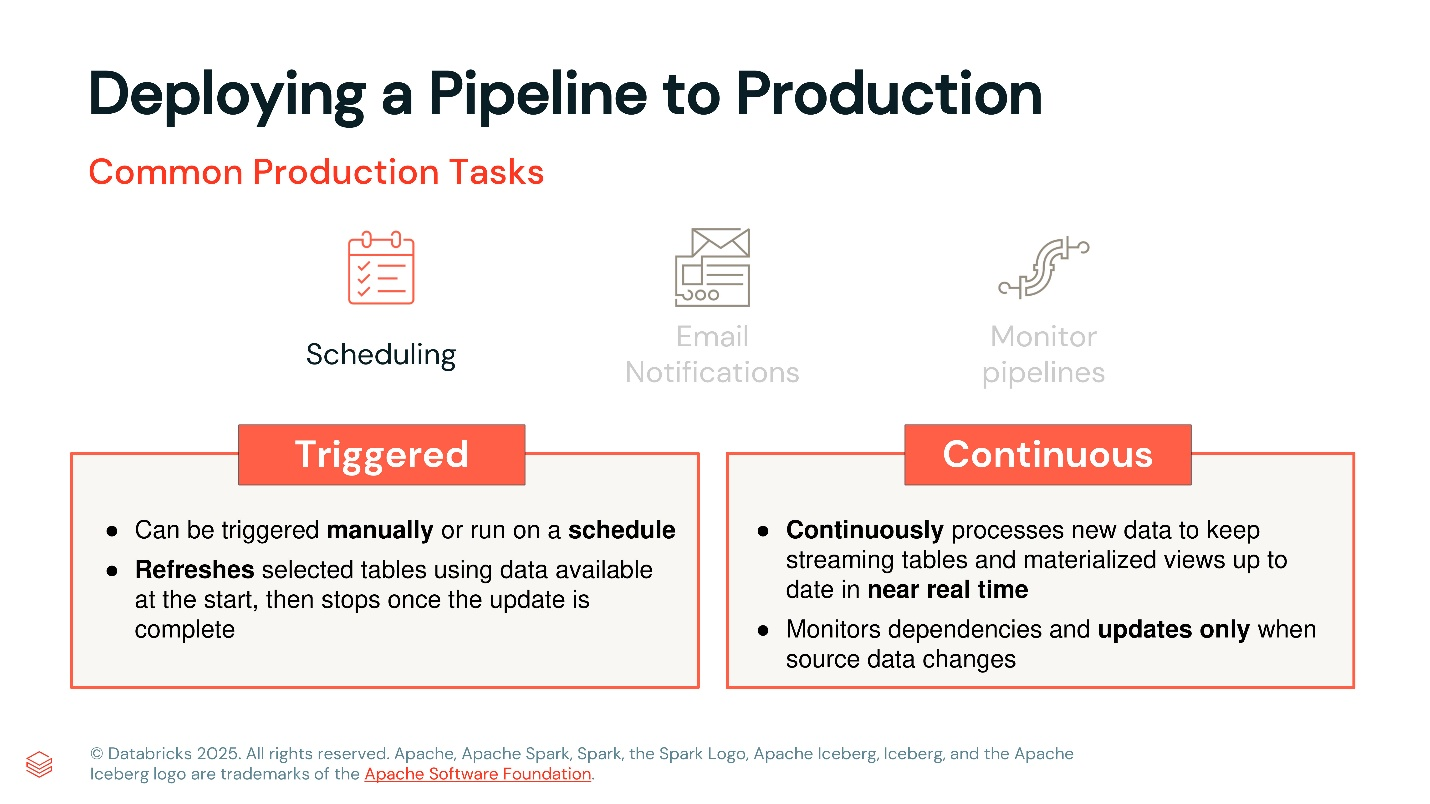 Deploying a Pipeline to Production
Common Production Tasks
Scheduling
Email
Notifications
Monitor
pipelines
Triggered
● Can be triggered manually or run on a schedule
● Refreshes selected tables using data available
at the start, then stops once the update is
complete
Continuous
● Continuously processes new data to keep
streaming tables and materialized views up to
date in near real time
● Monitors dependencies and updates only when
source data changes
© Databricks 2025. All rights reserved. Apache, Apache Spark, Spark, the Spark Logo, Apache Iceberg, Iceberg, and the Apache
Iceberg logo are trademarks of the Apache Software Foundation.